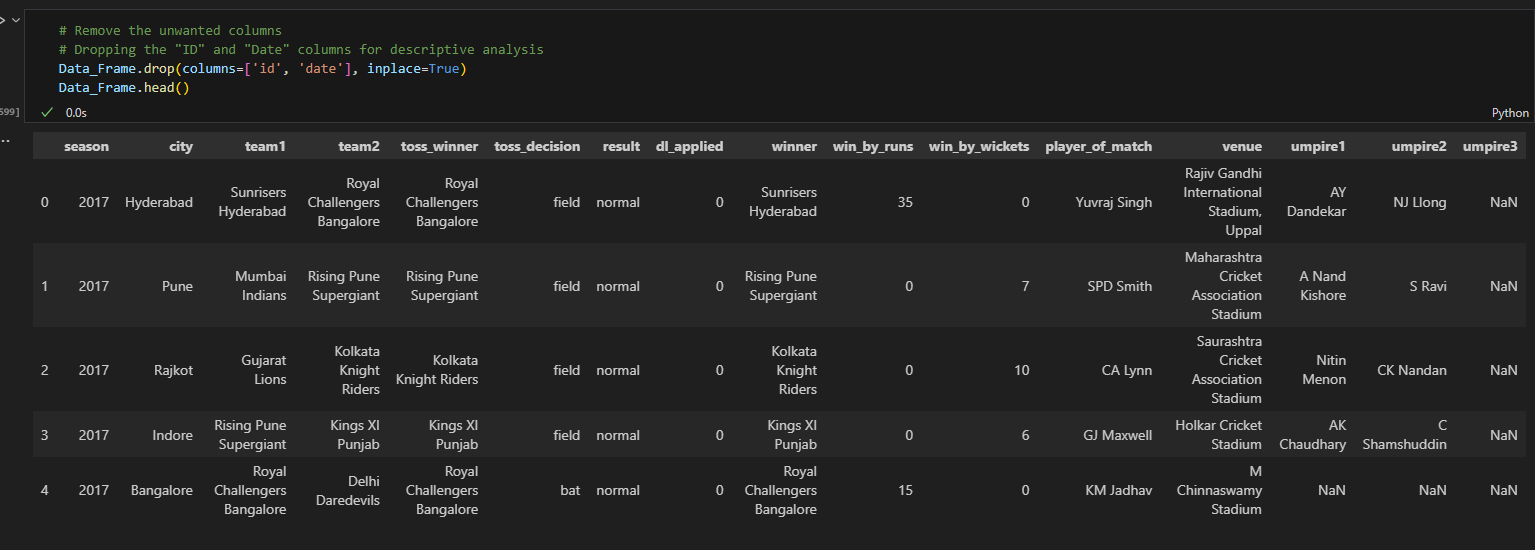 # Remove the unwanted columns
# Dropping the "ID" and "Date" columns for descriptive analysis
Data_Frame.drop(columns=['id', 'date'], inplace=True)
Data_Frame.head()
599]
0.0s
Python
season city team1 team2 toss_winner toss_decision result dl_applied winner win_by_runs win_by_wickets player_of_match venue umpire1 umpire2 umpire3
0 2017 Hyderabad Sunrisers Hyderabad Royal Challengers Bangalore Royal Challengers Bangalore field normal 0 Sunrisers Hyderabad 35 0 Yuvraj Singh Rajiv Gandhi International Stadium, Uppal AY Dandekar NJ Llong NaN
1 2017 Pune Mumbai Indians Rising Pune Supergiant Rising Pune Supergiant field normal 0 Rising Pune Supergiant 0 7 SPD Smith Maharashtra Cricket Association Stadium A Nand Kishore S Ravi NaN
2 2017 Rajkot Gujarat Lions Kolkata Knight Riders Kolkata Knight Riders field normal 0 Kolkata Knight Riders 0 10 CA Lynn Saurashtra Cricket Association Stadium Nitin Menon CK Nandan NaN
3 2017 Indore Rising Pune Supergiant Kings XI Punjab Kings XI Punjab field normal 0 Kings XI Punjab 0 6 GJ Maxwell Holkar Cricket Stadium AK Chaudhary C Shamshuddin NaN
4 2017 Bangalore Royal Challengers Bangalore Delhi Daredevils Royal Challengers Bangalore bat normal 0 Royal Challengers Bangalore 15 0 KM Jadhav M Chinnaswamy Stadium NaN NaN NaN